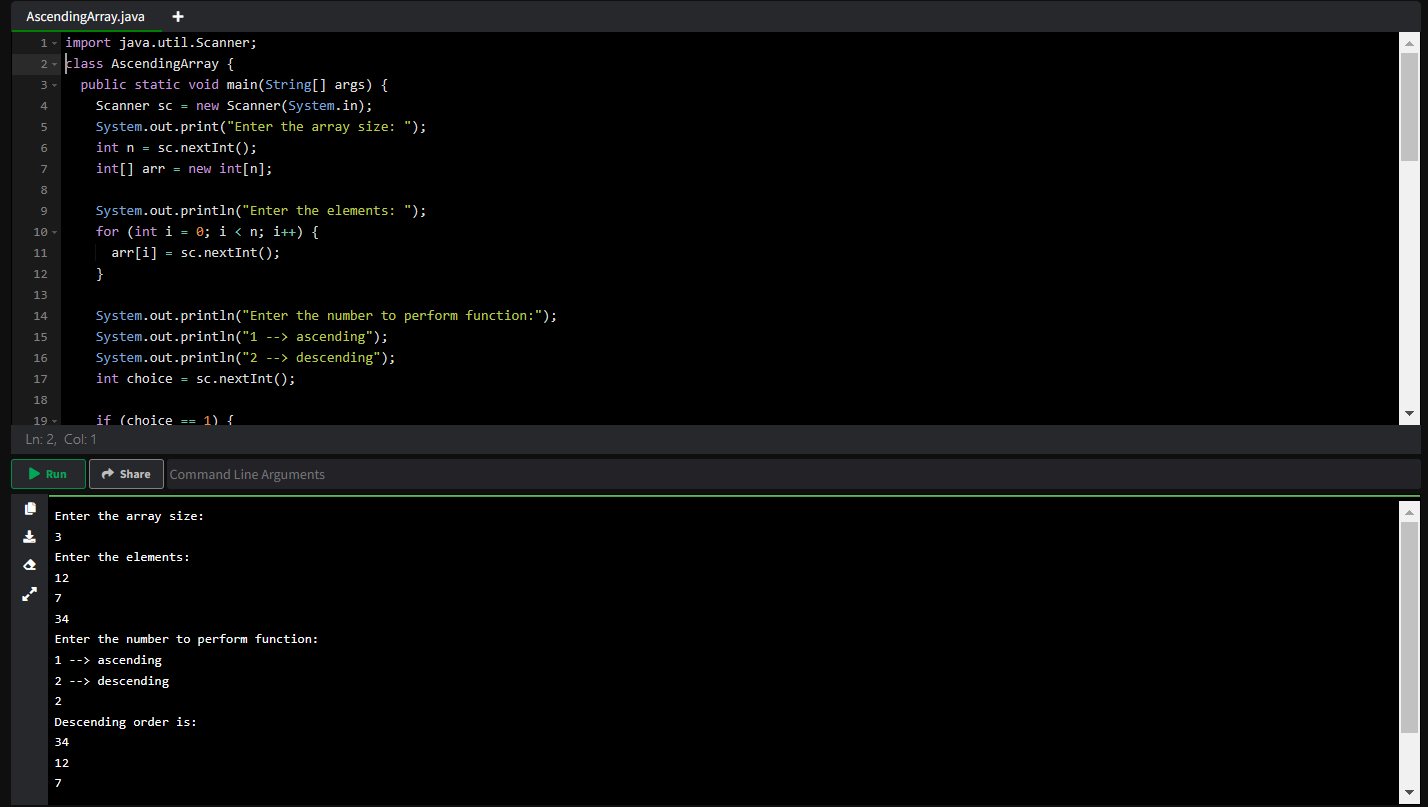 AscendingArray.java +
1 import java.util.Scanner;
2 class AscendingArray {
3 public static void main(String[] args) {
4 Scanner sc = new Scanner(System.in);
5 System.out.print("Enter the array size: ");
6 int n = sc.nextInt();
7 int[] arr = new int[n];
8
9 System.out.println("Enter the elements: ");
10 for (int i = 0; i < n; i++) {
11 arr[i] = sc.nextInt();
12 }
13
14 System.out.println("Enter the number to perform function:");
15 System.out.println("1 --> ascending");
16 System.out.println("2 --> descending");
17 int choice = sc.nextInt();
18
19 if (choice == 1) {
Ln: 2, Col: 1
Run Share Command Line Arguments
Enter the array size:
3
Enter the elements:
12
7
34
Enter the number to perform function:
1 --> ascending
2 --> descending
2
Descending order is:
34
12
7